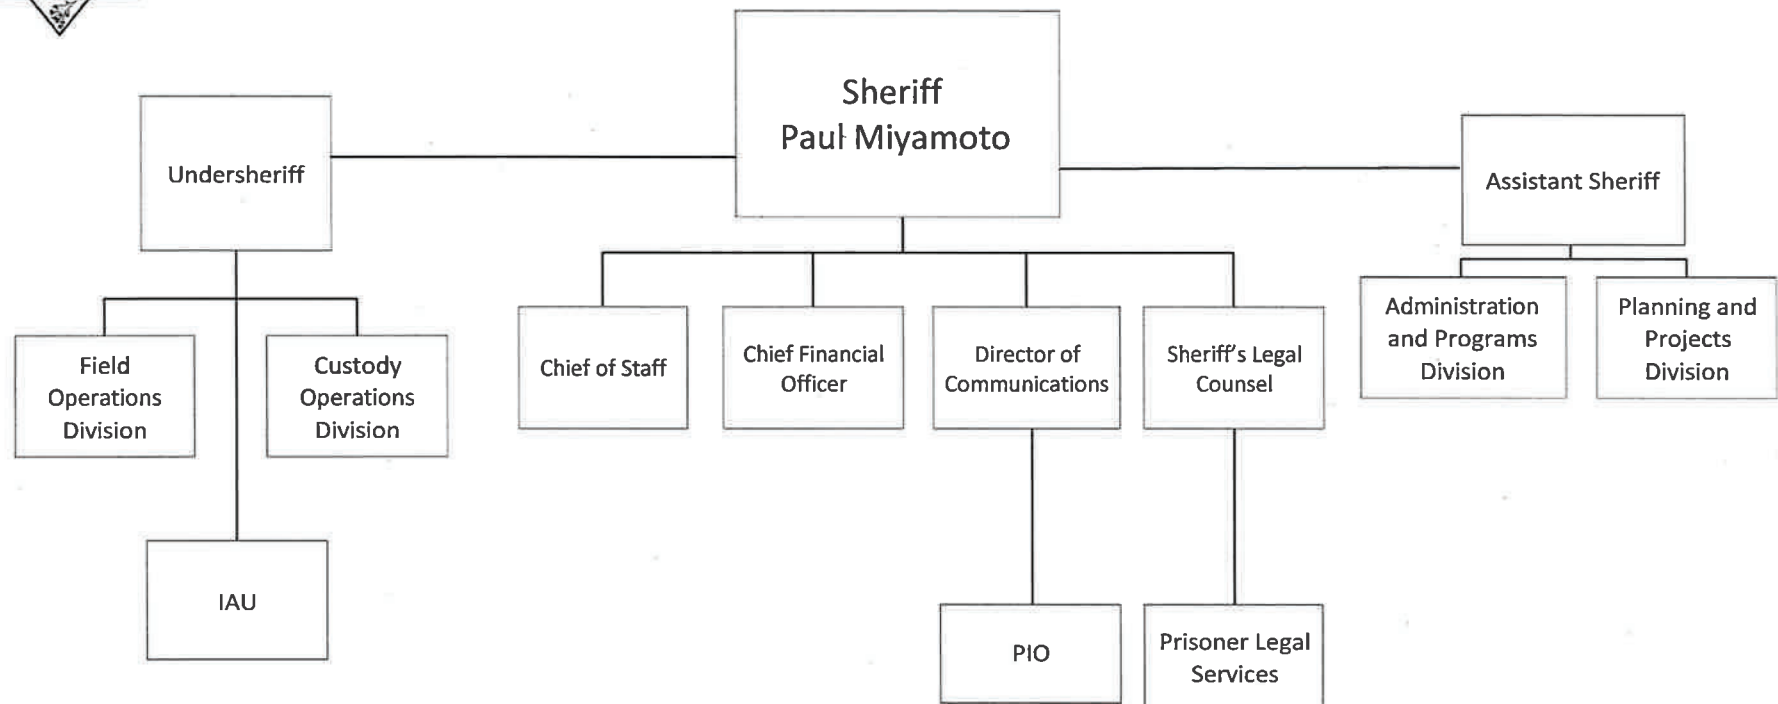 Sheriff
Paul Miyamoto
Undersheriff
Assistant Sheriff
Field
Operations
Division
Custody
Operations
Division
IAU
Chief of Staff
Chief Financial
Officer
Director of
Communications
Sheriff's Legal
Counsel
PIO
Prisoner Legal
Services
Administration
and Programs
Division
Planning and
Projects
Division